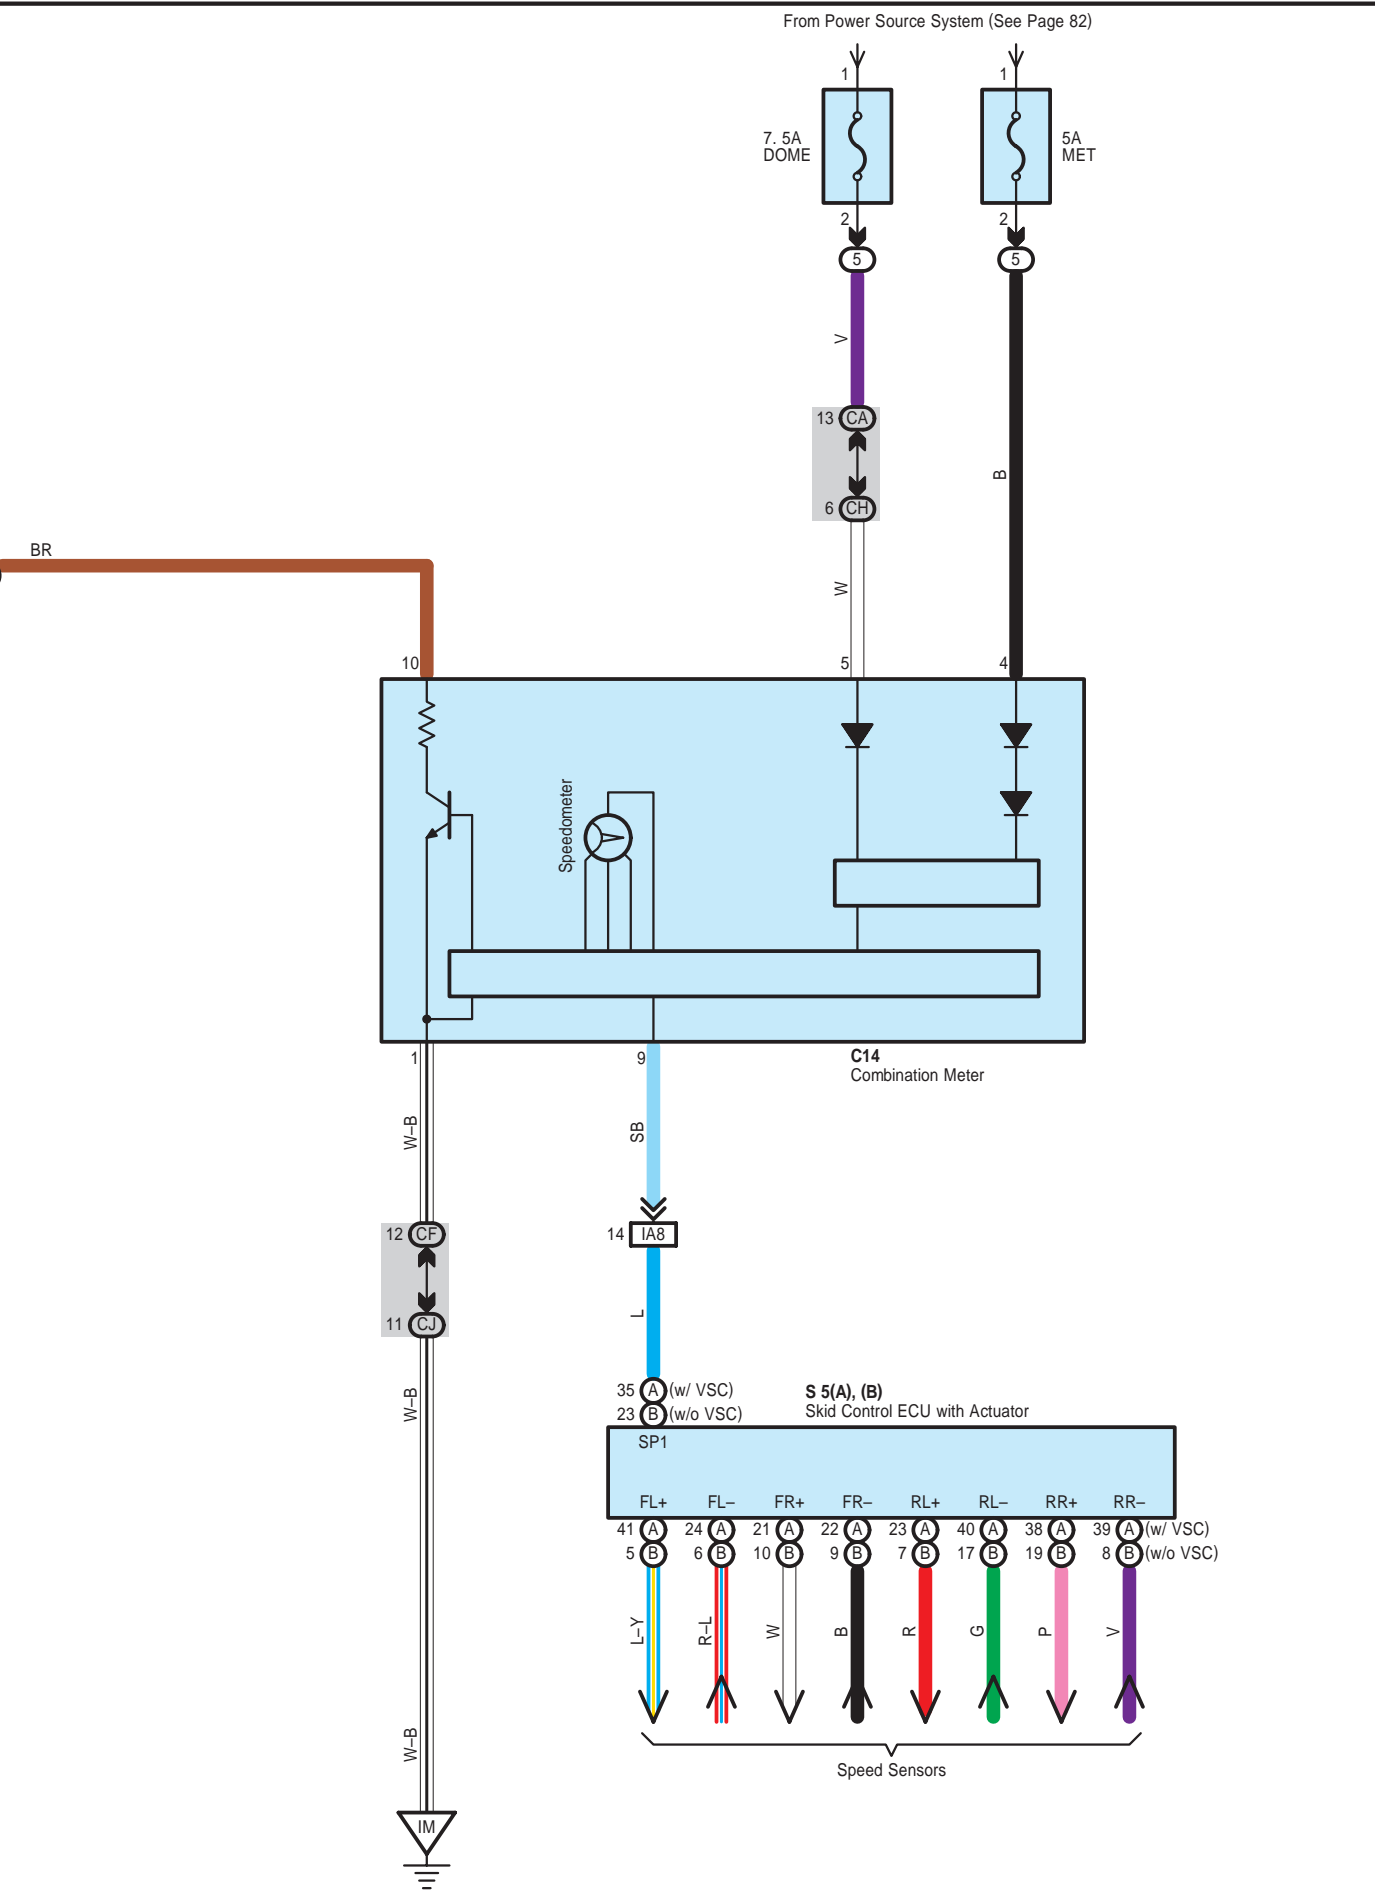 From Power Source System (See Page 82)
1
1
7. 5A
DOME
5A
MET
2
2
5
5
V
13 CA
B
6 CH
BR
W
10
5
4
Speedometer
1
9
C14
Combination Meter
W–B
SB
12 CF
14 IA8
11 CJ
L
W–B
35 A (w/ VSC)
23 B (w/o VSC)
S 5(A), (B)
Skid Control ECU with Actuator
SP1
FL+ FL– FR+ FR– RL+ RL– RR+ RR–
41 A 24 A 21 A 22 A 23 A 40 A 38 A 39 A (w/ VSC)
5 B 6 B 10 B 9 B 7 B 17 B 19 B 8 B (w/o VSC)
L–Y R–L W B R G P V
W–B
Speed Sensors
IM